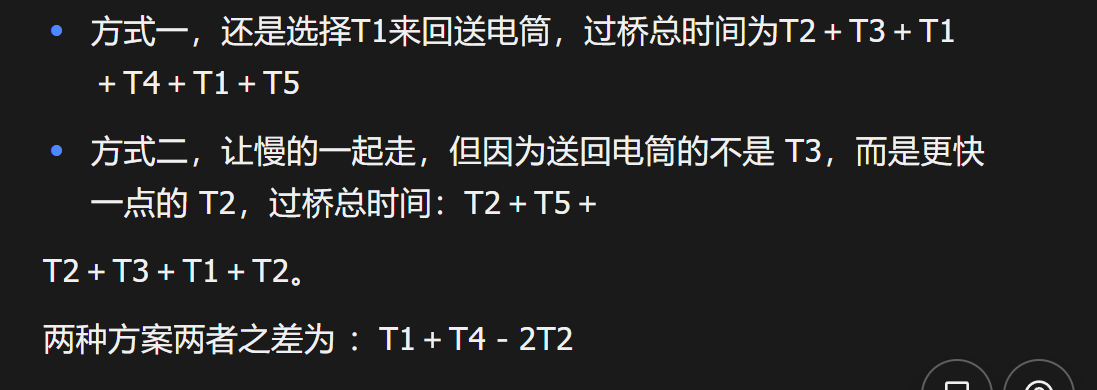 方式一，还是选择T1来回送电筒，过桥总时间为T2＋T3＋T1
＋T4＋T1＋T5
方式二，让慢的一起走，但因为送回电筒的不是 T3，而是更快
一点的 T2，过桥总时间：T2＋T5＋
T2＋T3＋T1＋T2。
两种方案两者之差为 ：T1＋T4 - 2T2